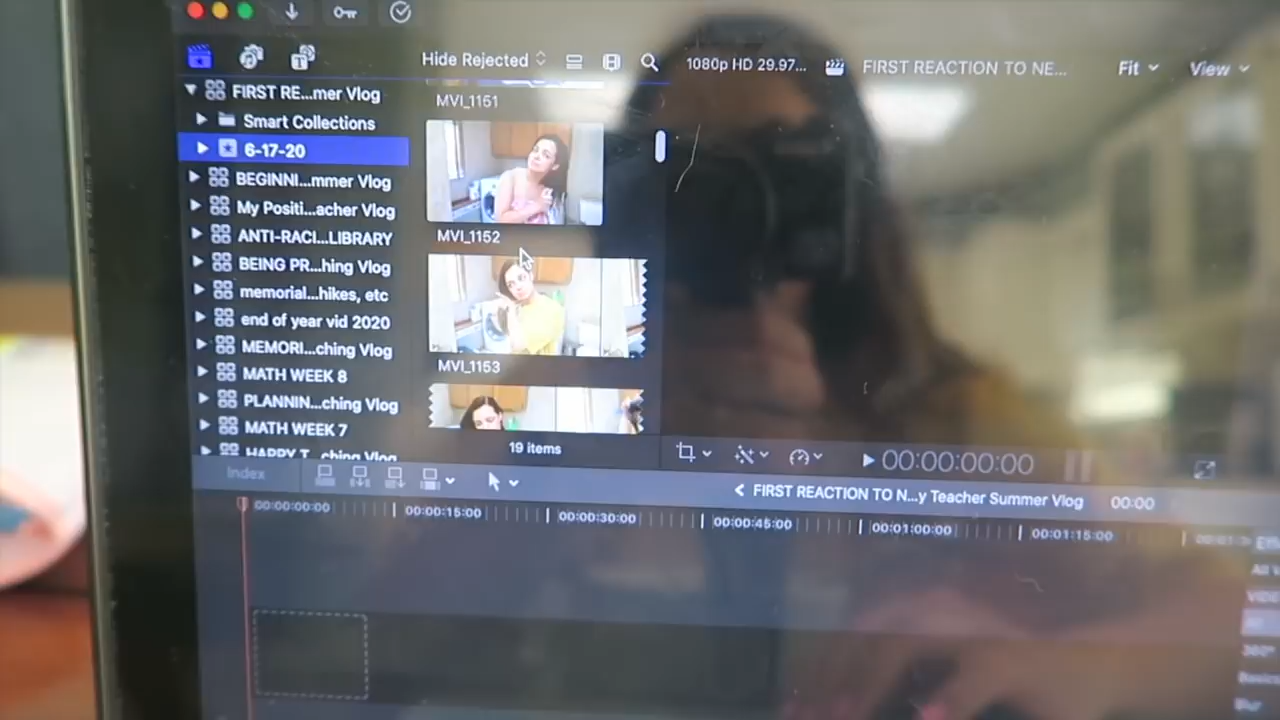 Hide Rejected
1080p HD 29.97...
FIRST REACTION TO NE...
Fit
View
FIRST RE...mer Vlog
Smart Collections
6-17-20
BEGINNI...mmer Vlog
My Positi...acher Vlog
ANTI-RACI...LIBRARY
BEING PR...hing Vlog
memorial...hikes, etc
end of year vid 2020
MEMORI...ching Vlog
MATH WEEK 8
PLANNIN...ching Vlog
MATH WEEK 7
HAPPY T...ching Vlog
MVI_1151
MVI_1152
MVI_1153
19 items
00:00:00:00
Index
FIRST REACTION TO N...y Teacher Summer Vlog
00:00
00:00:00:00
00:00:15:00
00:00:30:00
00:00:45:00
00:01:00:00
00:01:15:00